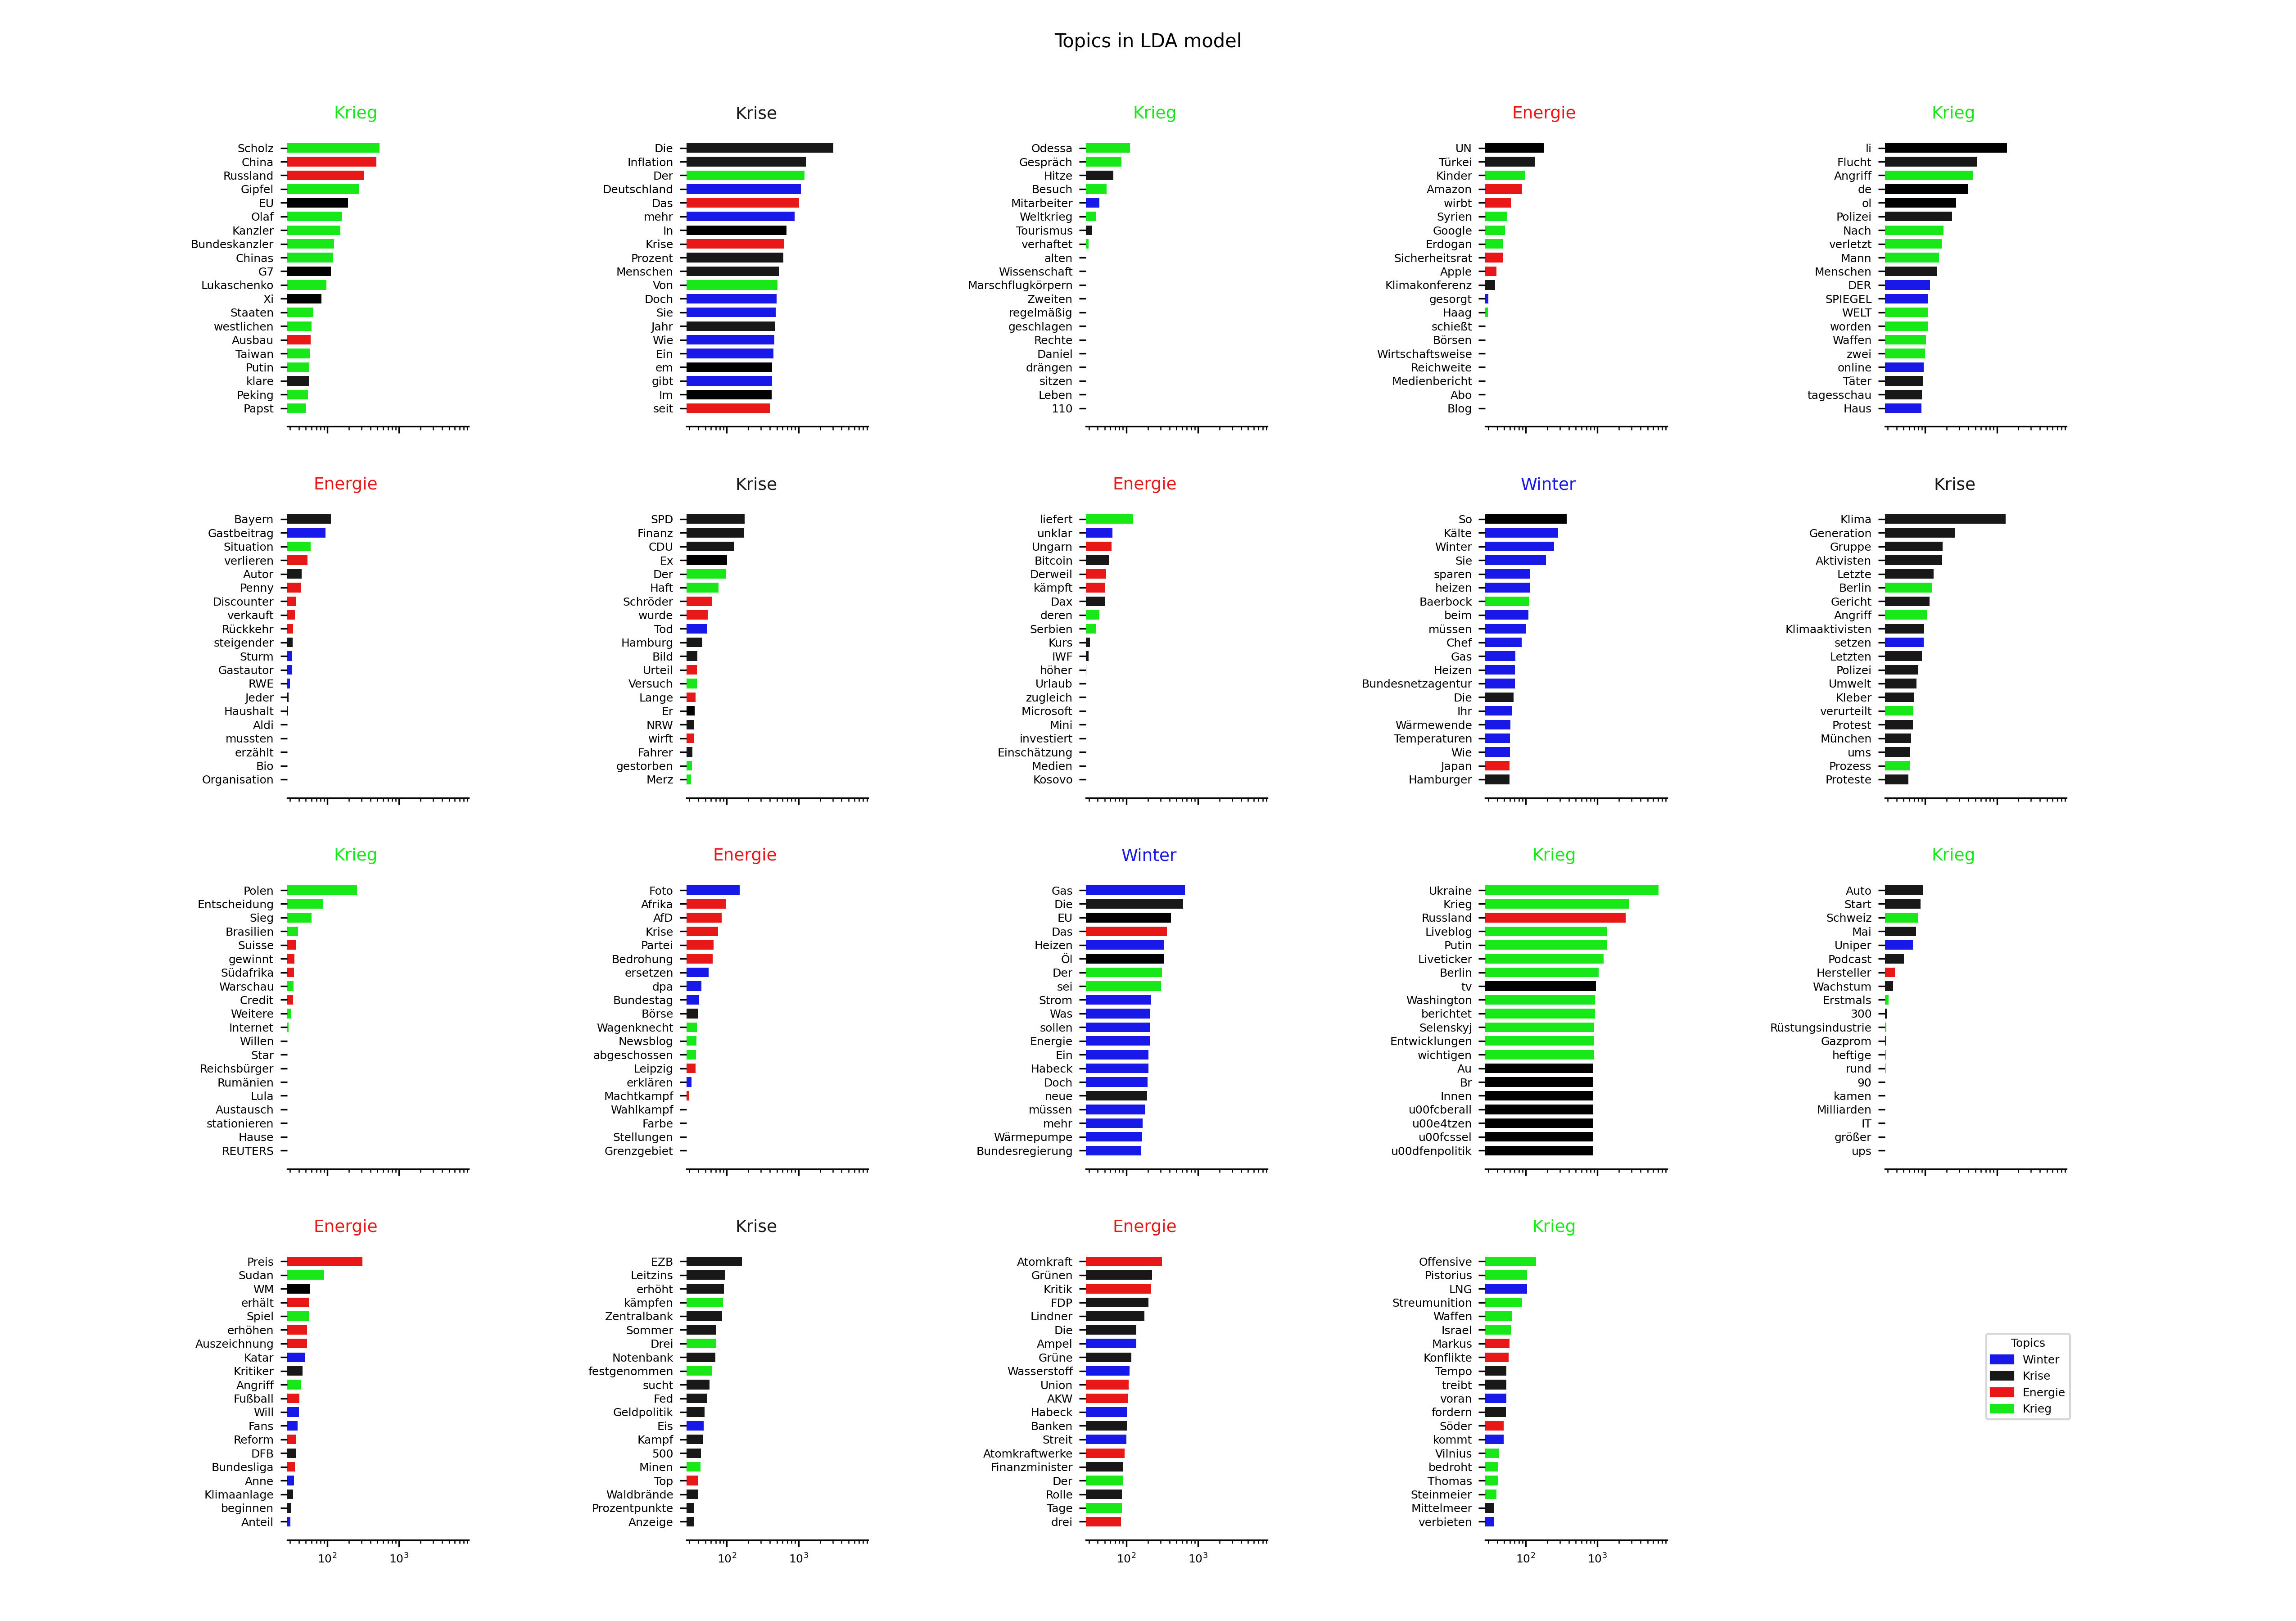 Topics in LDA model
Krieg
Scholz
China
Russland
Gipfel
EU
Olaf
Kanzler
Bundeskanzler
Chinas
G7
Lukaschenko
Xi
Staaten
westlichen
Ausbau
Taiwan
Putin
klare
Peking
Papst
Krise
Die
Inflation
Der
Deutschland
Das
mehr
In
Krise
Prozent
Menschen
Von
Doch
Sie
Jahr
Wie
Ein
em
gibt
Im
seit
Krieg
Odessa
Gespräch
Hitze
Besuch
Mitarbeiter
Weltkrieg
Tourismus
verhaftet
alten
Wissenschaft
Marschflugkörpern
Zweiten
regelmäßig
geschlagen
Rechte
Daniel
drängen
sitzen
Leben
110
Energie
UN
Türkei
Kinder
Amazon
wirbt
Syrien
Google
Erdogan
Sicherheitsrat
Apple
Klimakonferenz
gesorgt
Haag
schießt
Börsen
Wirtschaftsweise
Reichweite
Medienbericht
Abo
Blog
Krieg
li
Flucht
Angriff
de
ol
Polizei
Nach
verletzt
Mann
Menschen
DER
SPIEGEL
WELT
worden
Waffen
zwei
online
Täter
tagesschau
Haus
Energie
Bayern
Gastbeitrag
Situation
verlieren
Autor
Penny
Discounter
verkauft
Rückkehr
steigender
Sturm
Gastautor
RWE
Jeder
Haushalt
Aldi
mussten
erzählt
Bio
Organisation
Krise
SPD
Finanz
CDU
Ex
Der
Haft
Schröder
wurde
Tod
Hamburg
Bild
Urteil
Versuch
Lange
Er
NRW
wirft
Fahrer
gestorben
Merz
Energie
liefert
unklar
Ungarn
Bitcoin
Derweil
kämpft
Dax
deren
Serbien
Kurs
IWF
höher
Urlaub
zugleich
Microsoft
Mini
investiert
Einschätzung
Medien
Kosovo
Winter
So
Kälte
Winter
Sie
sparen
heizen
Baerbock
beim
müssen
Chef
Gas
Heizen
Bundesnetzagentur
Die
Ihr
Wärmewende
Temperaturen
Wie
Japan
Hamburger
Krise
Klima
Generation
Gruppe
Aktivisten
Letzte
Berlin
Gericht
Angriff
Klimaaktivisten
setzen
Letzten
Polizei
Umwelt
Kleber
verurteilt
Protest
München
ums
Prozess
Proteste
Krieg
Polen
Entscheidung
Sieg
Brasilien
Suisse
gewinnt
Südafrika
Warschau
Credit
Weitere
Internet
Willen
Star
Reichsbürger
Rumänien
Lula
Austausch
stationieren
Hause
REUTERS
Energie
Foto
Afrika
AfD
Krise
Partei
Bedrohung
ersetzen
dpa
Bundestag
Börse
Wagenknecht
Newsblog
abgeschossen
Leipzig
erklären
Machtkampf
Wahlkampf
Farbe
Stellungen
Grenzgebiet
Winter
Gas
Die
EU
Das
Heizen
Öl
Der
sei
Strom
Was
sollen
Energie
Ein
Habeck
Doch
neue
müssen
mehr
Wärmepumpe
Bundesregierung
Krieg
Ukraine
Krieg
Russland
Liveblog
Putin
Liveticker
Berlin
tv
Washington
berichtet
Selenskyj
Entwicklungen
wichtigen
Au
Br
Innen
u00fcberall
u00e4tzen
u00fcssel
u00dfenpolitik
Krieg
Auto
Start
Schweiz
Mai
Uniper
Podcast
Hersteller
Wachstum
Erstmals
300
Rüstungsindustrie
Gazprom
heftige
rund
90
kamen
Milliarden
IT
größer
ups
Energie
Preis
Sudan
WM
erhält
Spiel
erhöhen
Auszeichnung
Katar
Kritiker
Angriff
Fußball
Will
Fans
Reform
DFB
Bundesliga
Anne
Klimaanlage
beginnen
Anteil
10² 10³
Krise
EZB
Leitzins
erhöht
kämpfen
Zentralbank
Sommer
Drei
Notenbank
festgenommen
sucht
Fed
Geldpolitik
Eis
Kampf
500
Minen
Top
Waldbrände
Prozentpunkte
Anzeige
10² 10³
Energie
Atomkraft
Grünen
Kritik
FDP
Lindner
Die
Ampel
Grüne
Wasserstoff
Union
AKW
Habeck
Banken
Streit
Atomkraftwerke
Finanzminister
Der
Rolle
Tage
drei
10² 10³
Krieg
Offensive
Pistorius
LNG
Streumunition
Waffen
Israel
Markus
Konflikte
Tempo
treibt
voran
fordern
Söder
kommt
Vilnius
bedroht
Thomas
Steinmeier
Mittelmeer
verbieten
10² 10³
Topics
Winter
Krise
Energie
Krieg